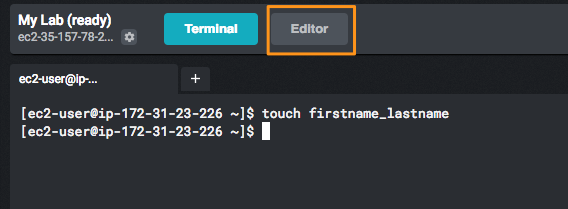 My Lab (ready)
ec2-35-157-78-2...
Terminal
Editor
ec2-user@ip-...
+
[ec2-user@ip-172-31-23-226 ~]$ touch firstname_lastname
[ec2-user@ip-172-31-23-226 ~]$